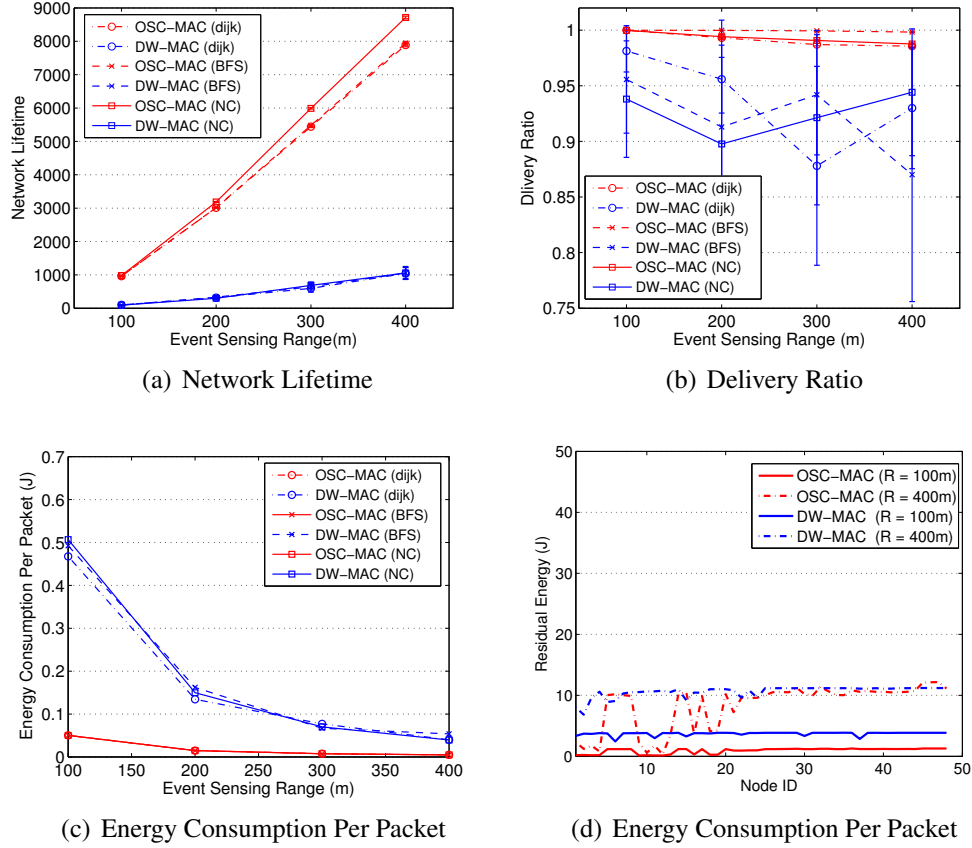 9000
8000
7000
6000
5000
4000
3000
2000
1000
0
Network Lifetime
OSC-MAC (dijk)
DW-MAC (dijk)
OSC-MAC (BFS)
DW-MAC (BFS)
OSC-MAC (NC)
DW-MAC (NC)
100 200 300 400
Event Sensing Range(m)
(a) Network Lifetime
1
0.95
0.9
0.85
0.8
0.75
Dlivery Ratio
OSC-MAC (dijk)
DW-MAC (dijk)
OSC-MAC (BFS)
DW-MAC (BFS)
OSC-MAC (NC)
DW-MAC (NC)
100 200 300 400
Event Sensing Range (m)
(b) Delivery Ratio
0.7
0.6
0.5
0.4
0.3
0.2
0.1
0
Energy Consumption Per Packet (J)
OSC-MAC (dijk)
DW-MAC (dijk)
OSC-MAC (BFS)
DW-MAC (BFS)
OSC-MAC (NC)
DW-MAC (NC)
100 150 200 250 300 350 400
Event Sensing Range (m)
(c) Energy Consumption Per Packet
50
40
30
20
10
0
Residual Energy (J)
OSC-MAC (R = 100m)
OSC-MAC (R = 400m)
DW-MAC (R = 100m)
DW-MAC (R = 400m)
10 20 30 40 50
Node ID
(d) Energy Consumption Per Packet